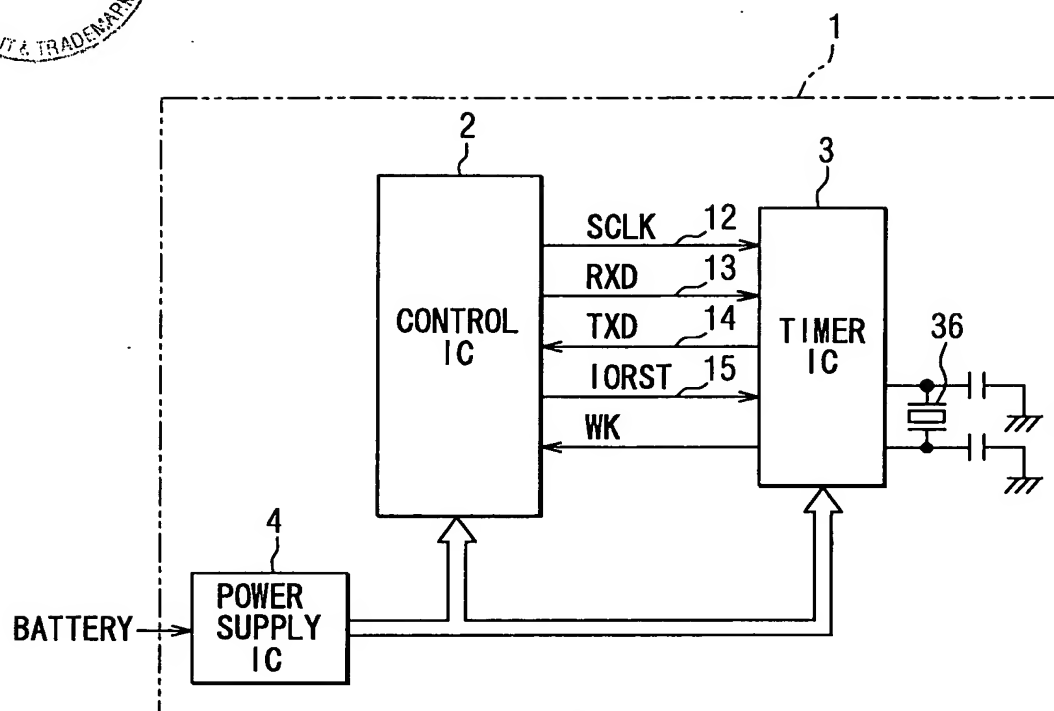 & TRADEMARK
1
2
3
SCLK 12
RXD 13
TXD 14
IORST 15
WK
CONTROL
IC
TIMER
IC
36
4
POWER
SUPPLY
IC
BATTERY